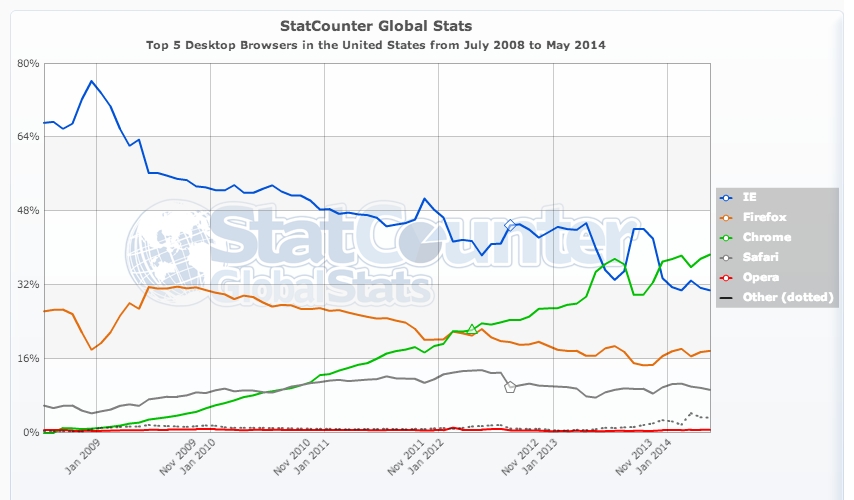 StatCounter Global Stats
Top 5 Desktop Browsers in the United States from July 2008 to May 2014
80%
64%
48%
32%
16%
0%
StatCounter
Global Stats
IE
Firefox
Chrome
Safari
Opera
Other (dotted)
Jan 2009
Nov 2009
Jan 2010
Nov 2010
Jan 2011
Nov 2011
Jan 2012
Nov 2012
Jan 2013
Nov 2013
Jan 2014